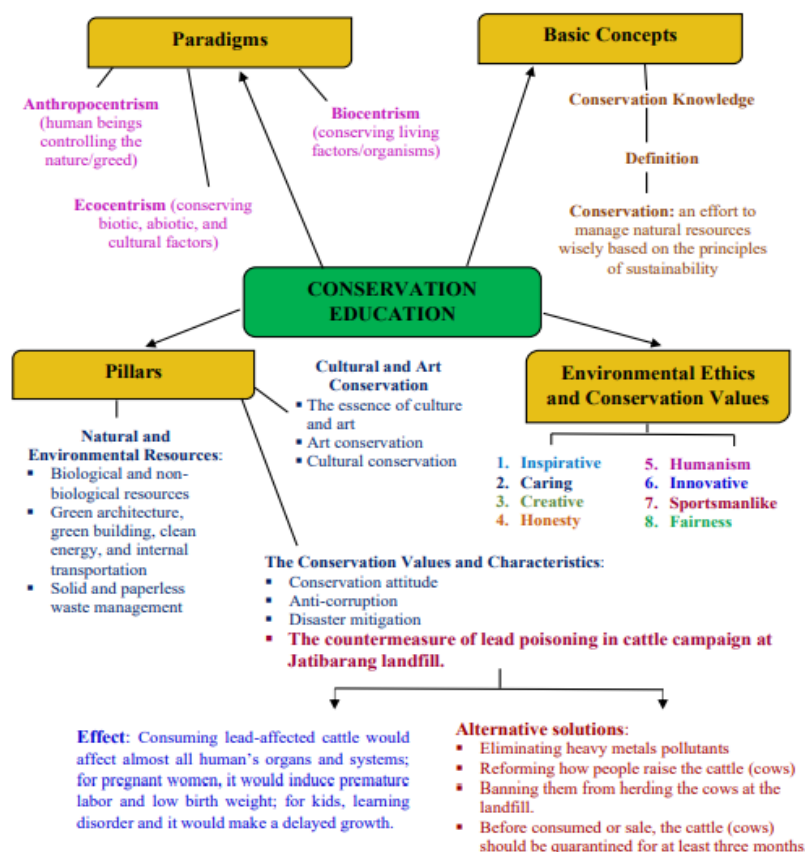 Paradigms
Basic Concepts
Anthropocentrism
(human beings
controlling the
nature/greed)
Biocentrism
(conserving living
factors/organisms)
Ecocentrism (conserving
biotic, abiotic, and
cultural factors)
Conservation Knowledge
Definition
Conservation: an effort to
manage natural resources
wisely based on the principles
of sustainability
CONSERVATION
EDUCATION
Pillars
Cultural and Art
Conservation
▪ The essence of culture
and art
▪ Art conservation
▪ Cultural conservation
Environmental Ethics
and Conservation Values
Natural and
Environmental Resources:
▪ Biological and non-
biological resources
▪ Green architecture,
green building, clean
energy, and internal
transportation
▪ Solid and paperless
waste management
1. Inspirative
2. Caring
3. Creative
4. Honesty
5. Humanism
6. Innovative
7. Sportsmanlike
8. Fairness
The Conservation Values and Characteristics:
▪ Conservation attitude
▪ Anti-corruption
▪ Disaster mitigation
▪ The countermeasure of lead poisoning in cattle campaign at
Jatibarang landfill.
Effect: Consuming lead-affected cattle would
affect almost all human's organs and systems;
for pregnant women, it would induce premature
labor and low birth weight; for kids, learning
disorder and it would make a delayed growth.
Alternative solutions:
▪ Eliminating heavy metals pollutants
▪ Reforming how people raise the cattle (cows)
▪ Banning them from herding the cows at the
landfill.
▪ Before consumed or sale, the cattle (cows)
should be quarantined for at least three months